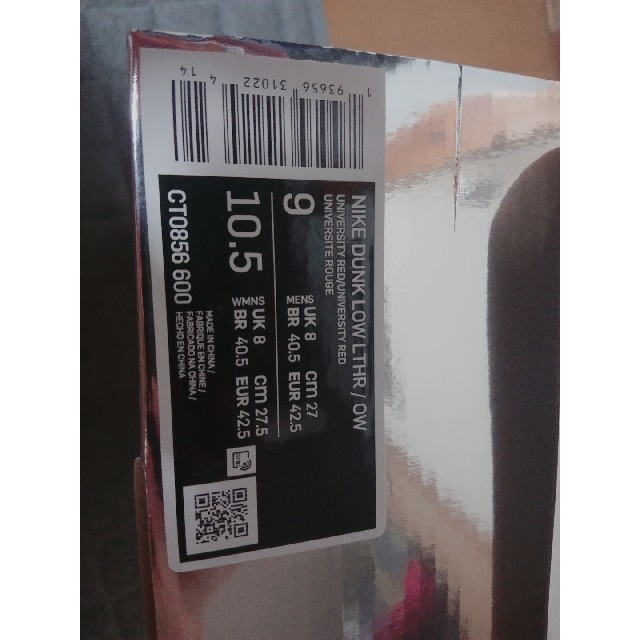 1 93656 31022 4 14
NIKE DUNK LOW LTHR / OW
UNIVERSITY RED/UNIVERSITY RED
UNIVERSITE ROUGE
9
MENS
UK 8 cm 27
BR 40.5 EUR 42.5
10.5
WMNS
UK 8 cm 27.5
BR 40.5 EUR 42.5
CT0856 600
MADE IN CHINA /
FABRIQUE EN CHINE /
FABRICADO NA CHINA /
HECHO EN CHINA